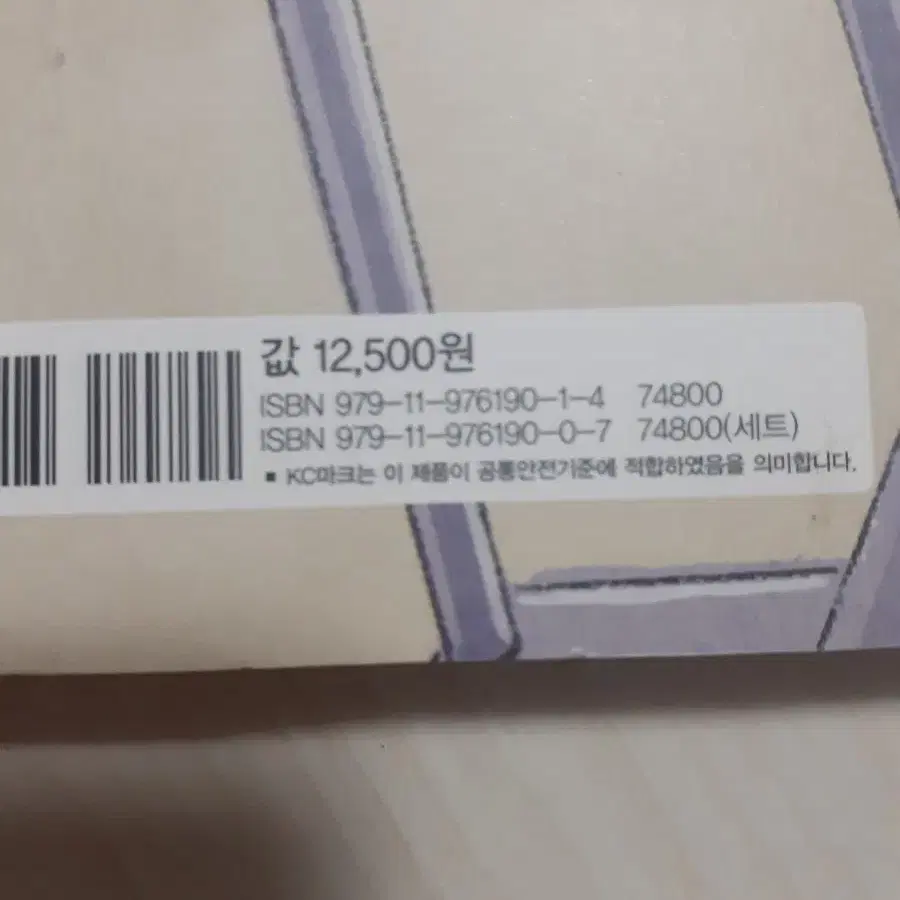 값 12,500원
ISBN 979-11-976190-1-4 74800
ISBN 979-11-976190-0-7 74800(세트)
▪ KC마크는 이 제품이 공통안전기준에 적합하였음을 의미합니다.